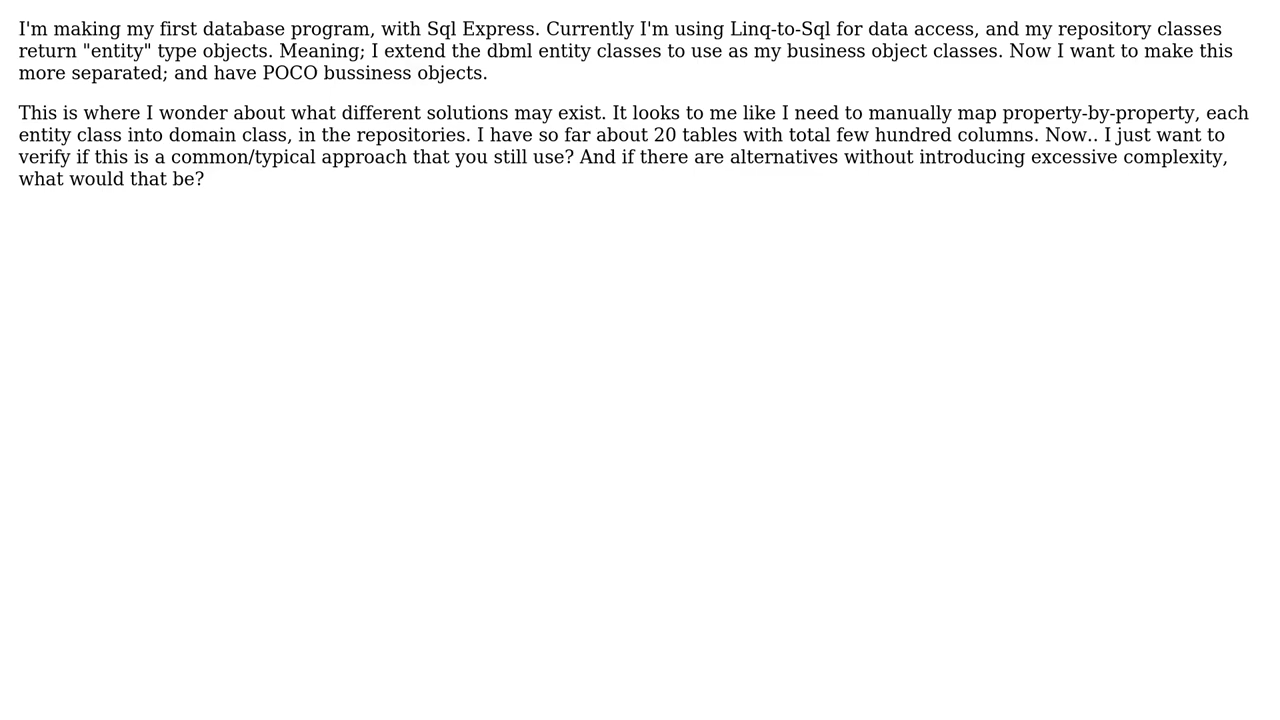 I'm making my first database program, with Sql Express. Currently I'm using Linq-to-Sql for data access, and my repository classes
return "entity" type objects. Meaning; I extend the dbml entity classes to use as my business object classes. Now I want to make this
more separated; and have POCO bussiness objects.
This is where I wonder about what different solutions may exist. It looks to me like I need to manually map property-by-property, each
entity class into domain class, in the repositories. I have so far about 20 tables with total few hundred columns. Now.. I just want to
verify if this is a common/typical approach that you still use? And if there are alternatives without introducing excessive complexity,
what would that be?